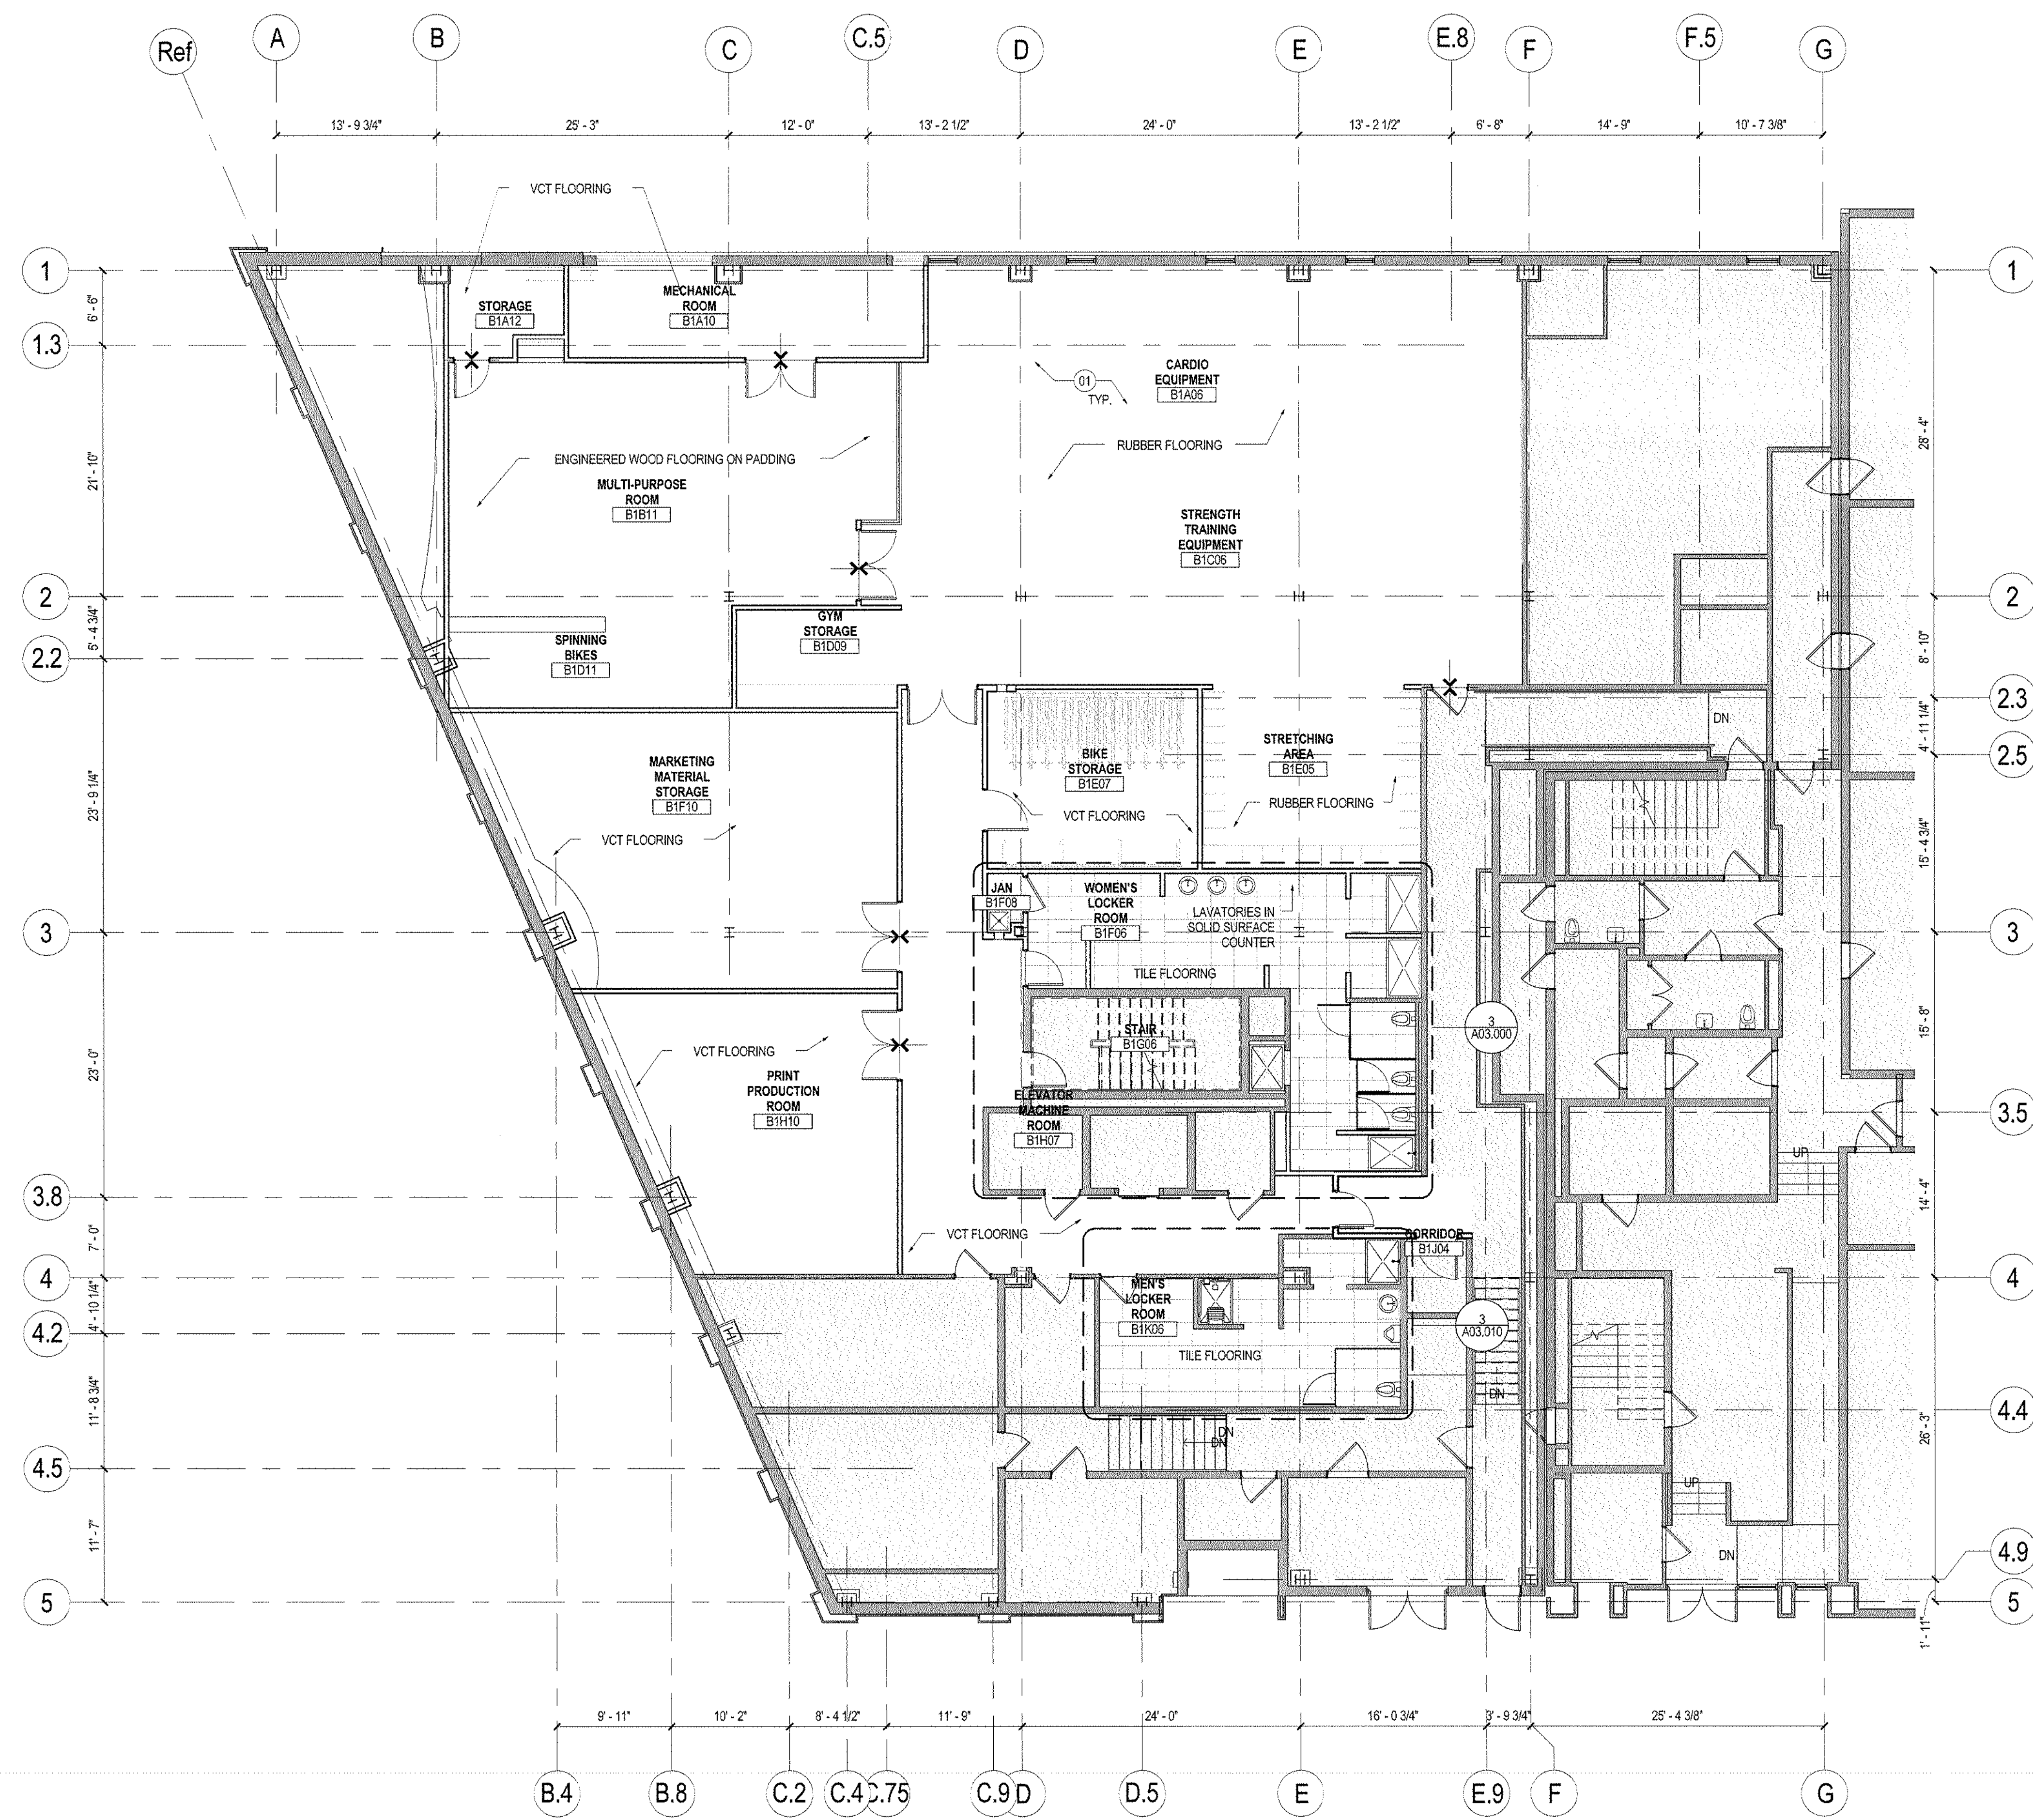 Ref
A
B
C
C.5
D
E
E.8
F
F.5
G
13' - 9 3/4"
25' - 3"
12' - 0"
13' - 2 1/2"
24' - 0"
13' - 2 1/2"
6' - 8"
14' - 9"
10' - 7 3/8"
VCT FLOORING
1
6' - 6"
1.3
21' - 10"
2
5' - 4 3/4"
2.2
23' - 9 1/4"
3
23' - 0"
3.8
7' - 0"
4
4' - 10 1/4"
4.2
11' - 8 3/4"
4.5
11' - 7"
5
STORAGE
B1A12
MECHANICAL
ROOM
B1A10
CARDIO
EQUIPMENT
B1A06
01
TYP.
RUBBER FLOORING
ENGINEERED WOOD FLOORING ON PADDING
MULTI-PURPOSE
ROOM
B1B11
STRENGTH
TRAINING
EQUIPMENT
B1C06
GYM
STORAGE
B1D09
SPINNING
BIKES
B1D11
MARKETING
MATERIAL
STORAGE
B1F10
VCT FLOORING
BIKE
STORAGE
B1E07
VCT FLOORING
STRETCHING
AREA
B1E05
RUBBER FLOORING
DN
JAN
B1F08
WOMEN'S
LOCKER
ROOM
B1F06
LAVATORIES IN
SOLID SURFACE
COUNTER
TILE FLOORING
STAIR
B1G06
3
A03.000
VCT FLOORING
PRINT
PRODUCTION
ROOM
B1H10
ELEVATOR
MACHINE
ROOM
B1H07
UP
VCT FLOORING
CORRIDOR
B1J04
MEN'S
LOCKER
ROOM
B1K06
TILE FLOORING
3
A03.010
DN
DN
DN
UP
DN
1
28' - 4"
2
8' - 10"
2.3
4' - 11 1/4"
2.5
15' - 4 3/4"
3
15' - 8"
3.5
14' - 4"
4
4.4
26' - 3"
4.9
5
1' - 11"
9' - 11"
10' - 2"
8' - 4 1/2"
11' - 9"
24' - 0"
16' - 0 3/4"
3' - 9 3/4"
25' - 4 3/8"
B.4
B.8
C.2
C.4
C.75
C.9
D
D.5
E
E.9
F
G